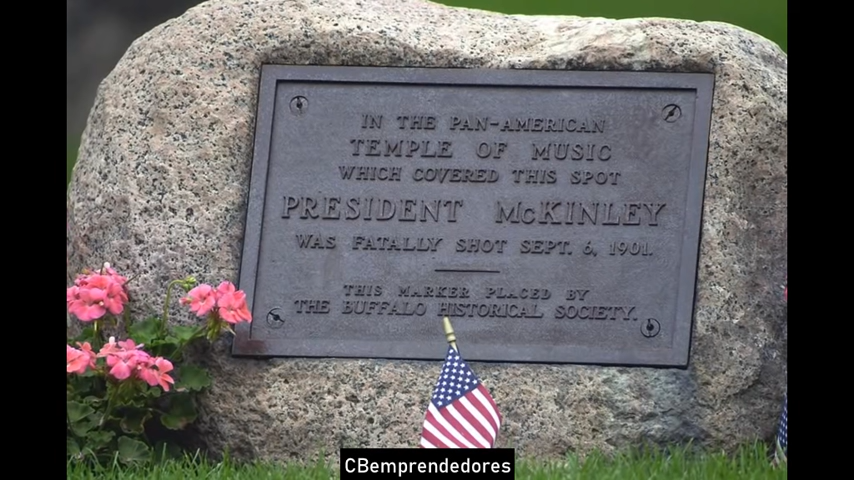 IN THE PAN-AMERICAN
TEMPLE OF MUSIC
WHICH COVERED THIS SPOT
PRESIDENT McKINLEY
WAS FATALLY SHOT SEPT. 6, 1901.
THIS MARKER PLACED BY
THE BUFFALO HISTORICAL SOCIETY.
CBemprendedores